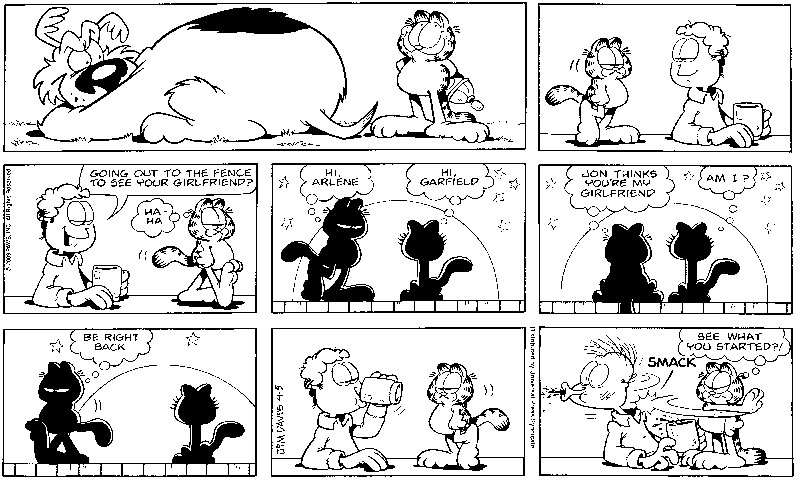 GOING OUT TO THE FENCE
TO SEE YOUR GIRLFRIEND?
HA-
HA
HI,
ARLENE
HI,
GARFIELD
JON THINKS
YOU'RE MY
GIRLFRIEND
AM I?
BE RIGHT
BACK
JIM DAVIS 4-5
SMACK
SEE WHAT
YOU STARTED?!